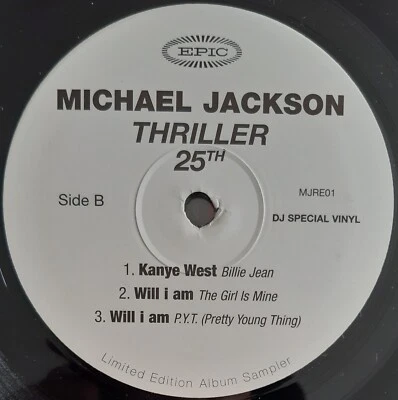 EPIC
MICHAEL JACKSON
THRILLER
25TH
Side B
MJRE01
DJ SPECIAL VINYL
1. Kanye West Billie Jean
2. Will i am The Girl Is Mine
3. Will i am P.Y.T. (Pretty Young Thing)
Limited Edition Album Sampler